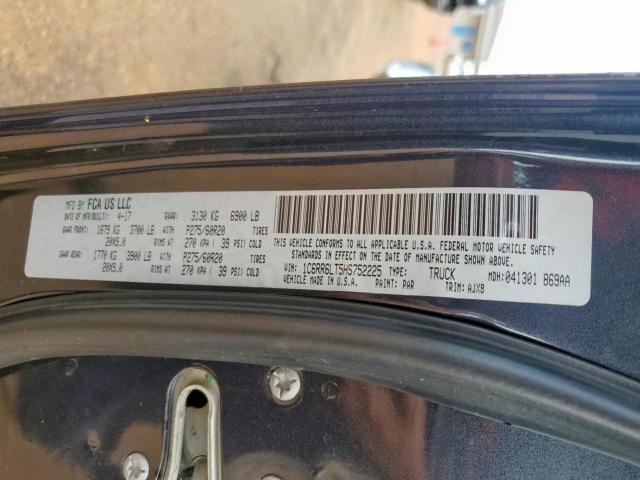 MFD BY FCA US LLC
DATE OF MFR(BUILT): 4-17 GVWR: 3130 KG 6900 LB
GAWR FRONT: 1679 KG 3700 LB WITH P275/60R20 TIRES
20X9.0 RIMS AT 270 KPA ( 39 PSI) COLD
GAWR REAR: 1770 KG 3900 LB WITH P275/60R20 TIRES
20X9.0 RIMS AT 270 KPA ( 39 PSI) COLD
THIS VEHICLE CONFORMS TO ALL APPLICABLE U.S.A. FEDERAL MOTOR VEHICLE SAFETY
STANDARDS IN EFFECT ON THE DATE OF MANUFACTURE SHOWN ABOVE.
VIN: 1C6RR6LT5HS752225 TYPE: TRUCK MDH:041301 869AA
VEHICLE MADE IN U.S.A. PAINT: PAR TRIM: AJX8